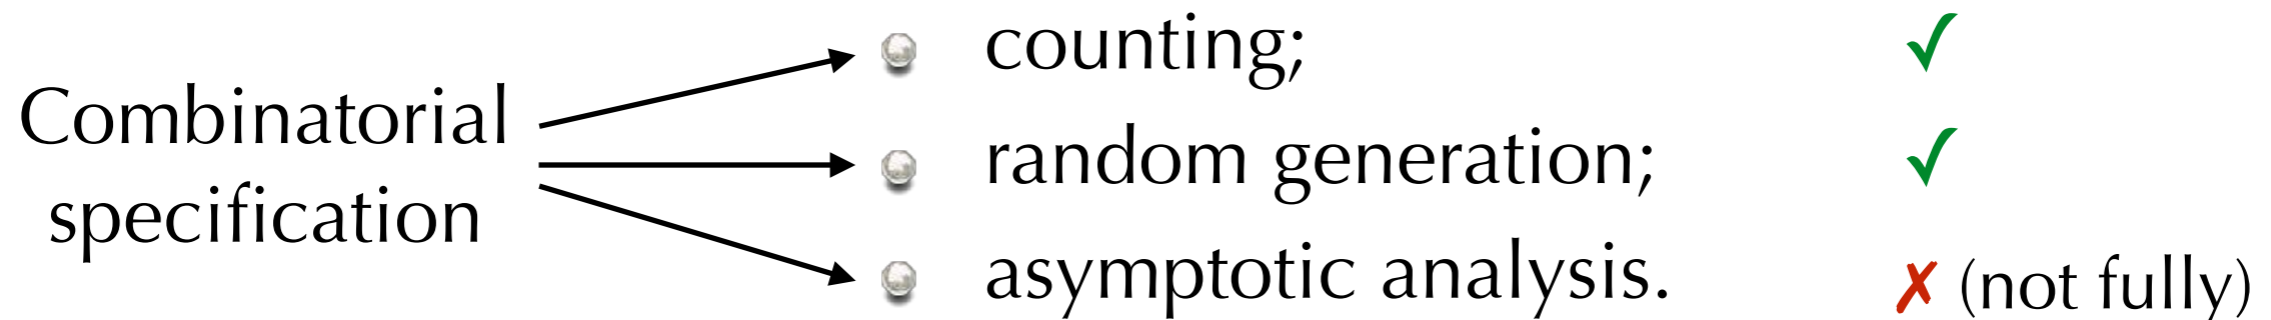 Combinatorial
specification
counting; ✓
random generation; ✓
asymptotic analysis. ✗ (not fully)